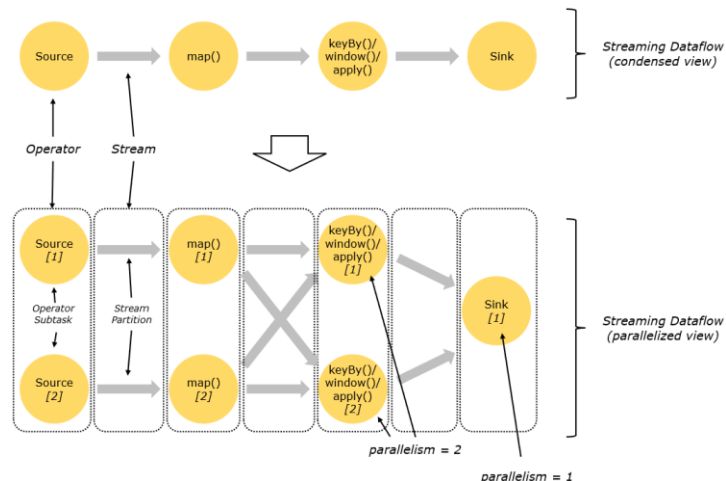 Source
map()
keyBy()/
window()/
apply()
Sink
Streaming Dataflow
(condensed view)
Operator
Stream
Source
[1]
map()
[1]
keyBy()/
window()/
apply()
[1]
Operator
Subtask
Stream
Partition
Sink
[1]
Streaming Dataflow
(parallelized view)
Source
[2]
map()
[2]
keyBy()/
window()/
apply()
[2]
parallelism = 2
parallelism = 1